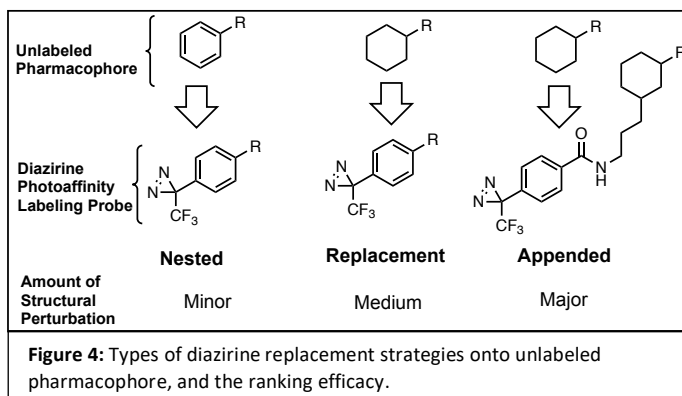 Unlabeled
Pharmacophore
R
R
R
R
Diazirine
Photoaffinity
Labeling Probe
N
N
CF3
R
N
N
CF3
R
N
N
CF3
O
N
H
Nested
Replacement
Appended
Amount of
Structural
Perturbation
Minor
Medium
Major
Figure 4: Types of diazirine replacement strategies onto unlabeled
pharmacophore, and the ranking efficacy.